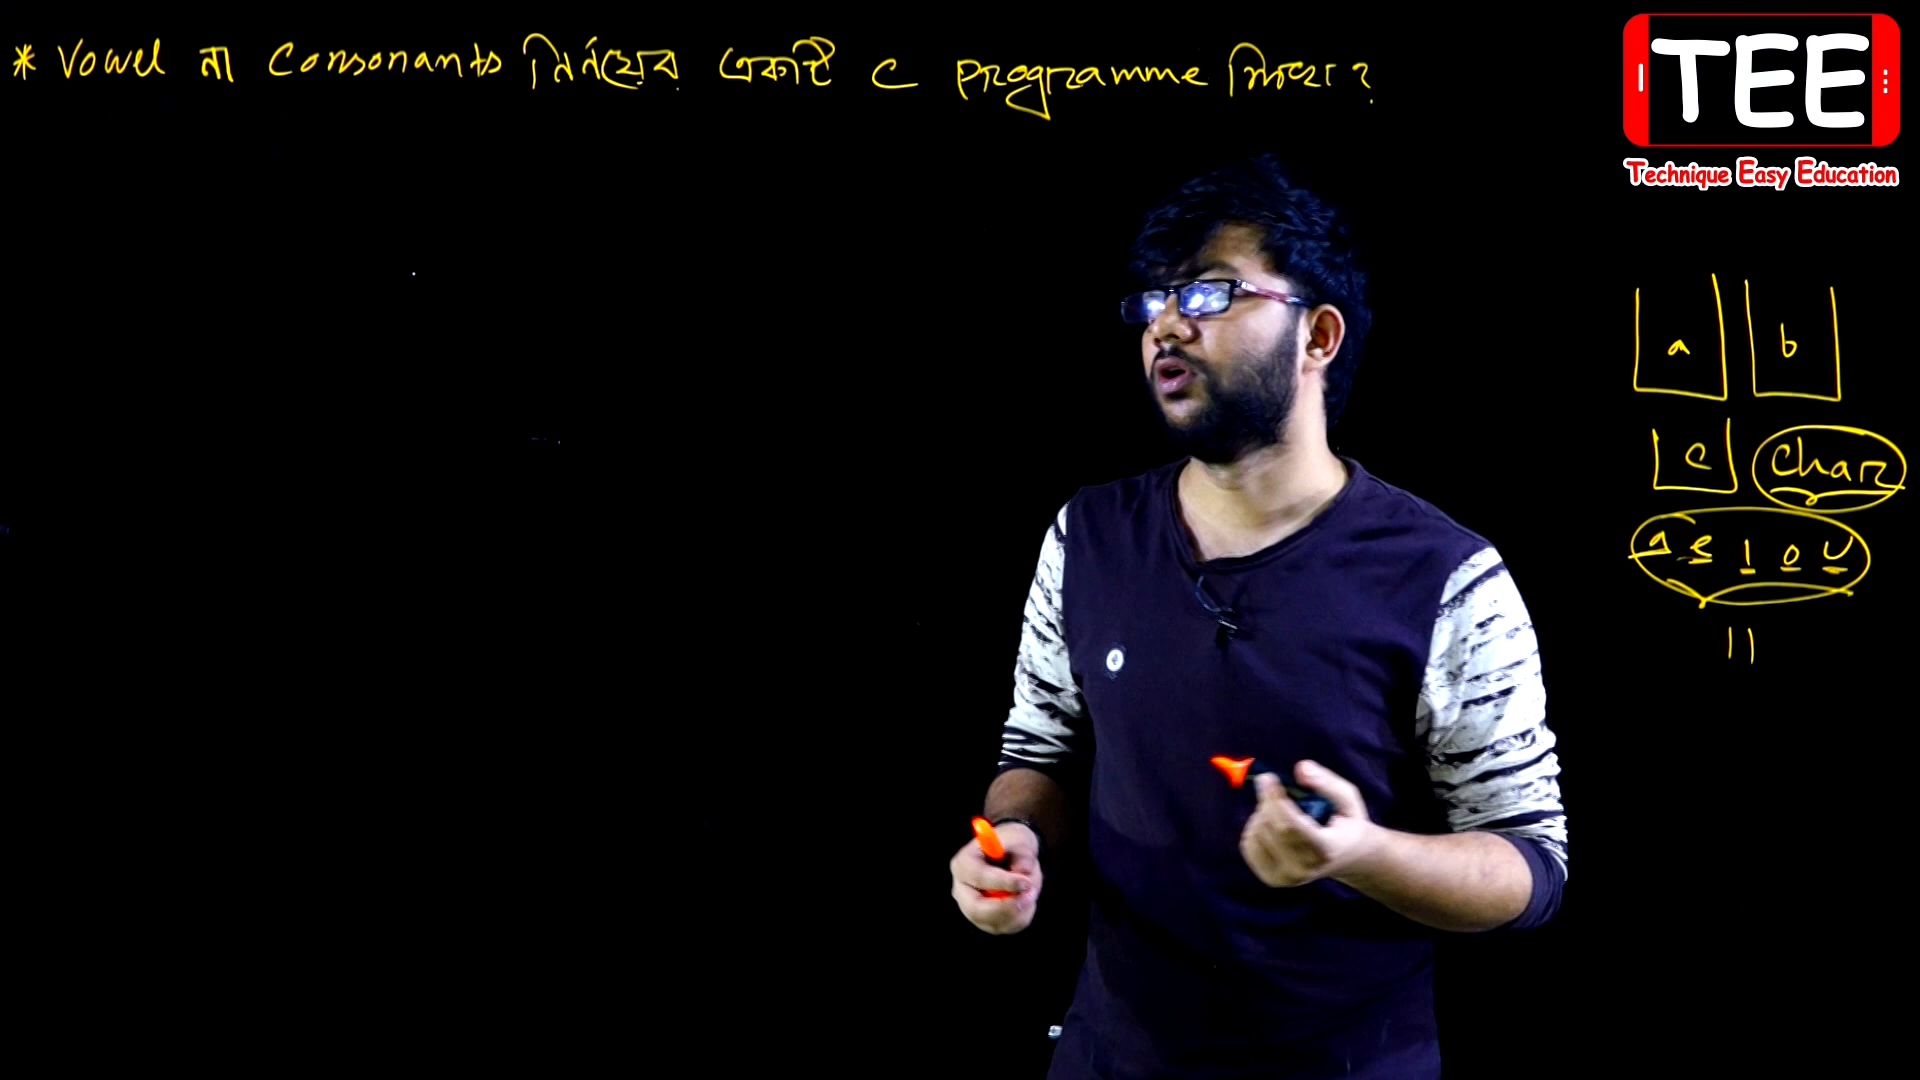 * Vowel না Consonants নির্ণয়ের একটি C programme লিখো?
TEE
Technique Easy Education
a b
c char
a e i o u
||